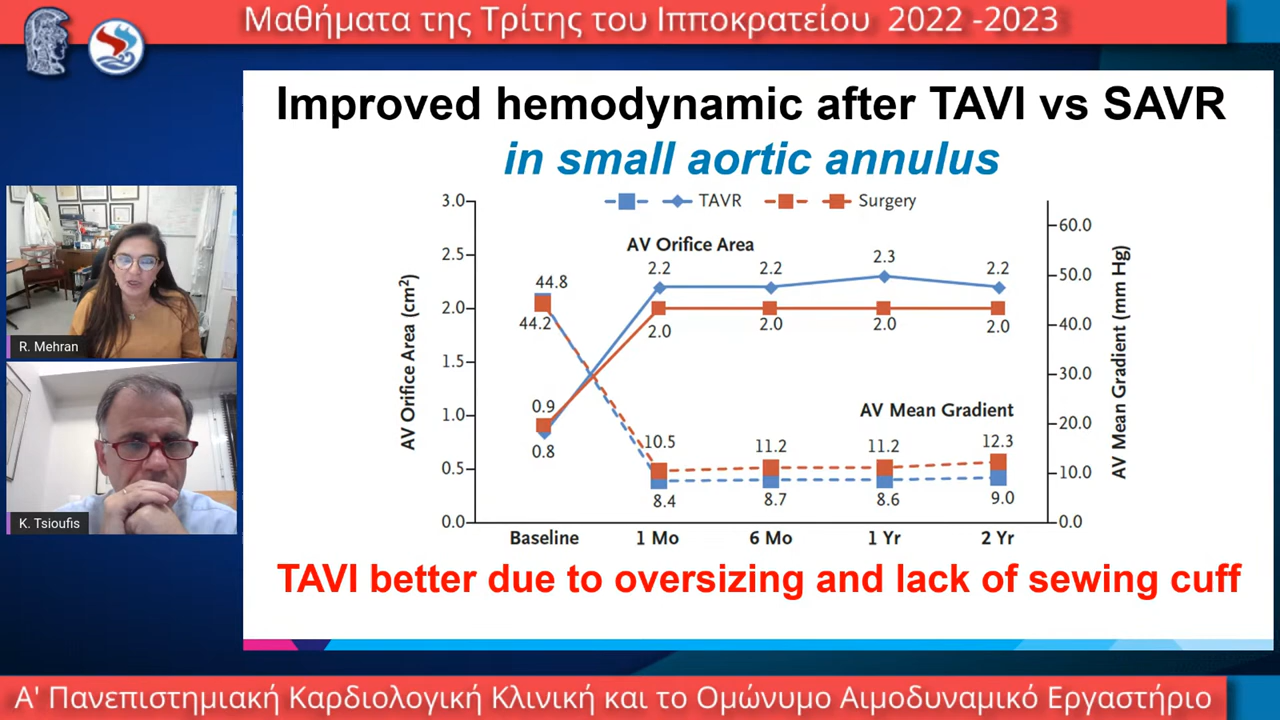 Μαθήματα της Τρίτης του Ιπποκρατείου 2022 -2023
Improved hemodynamic after TAVI vs SAVR
in small aortic annulus
TAVR
Surgery
AV Orifice Area
AV Orifice Area (cm²)
3.0
2.5
2.0
1.5
1.0
0.5
0.0
44.8
44.2
0.9
0.8
2.2
2.2
2.3
2.2
2.0
2.0
2.0
2.0
AV Mean Gradient
10.5
11.2
11.2
12.3
8.4
8.7
8.6
9.0
60.0
50.0
40.0
30.0
20.0
10.0
0.0
AV Mean Gradient (mm Hg)
Baseline
1 Mo
6 Mo
1 Yr
2 Yr
TAVI better due to oversizing and lack of sewing cuff
R. Mehran
K. Tsioufis
Α' Πανεπιστημιακή Καρδιολογική Κλινική και το Ομώνυμο Αιμοδυναμικό Εργαστήριο